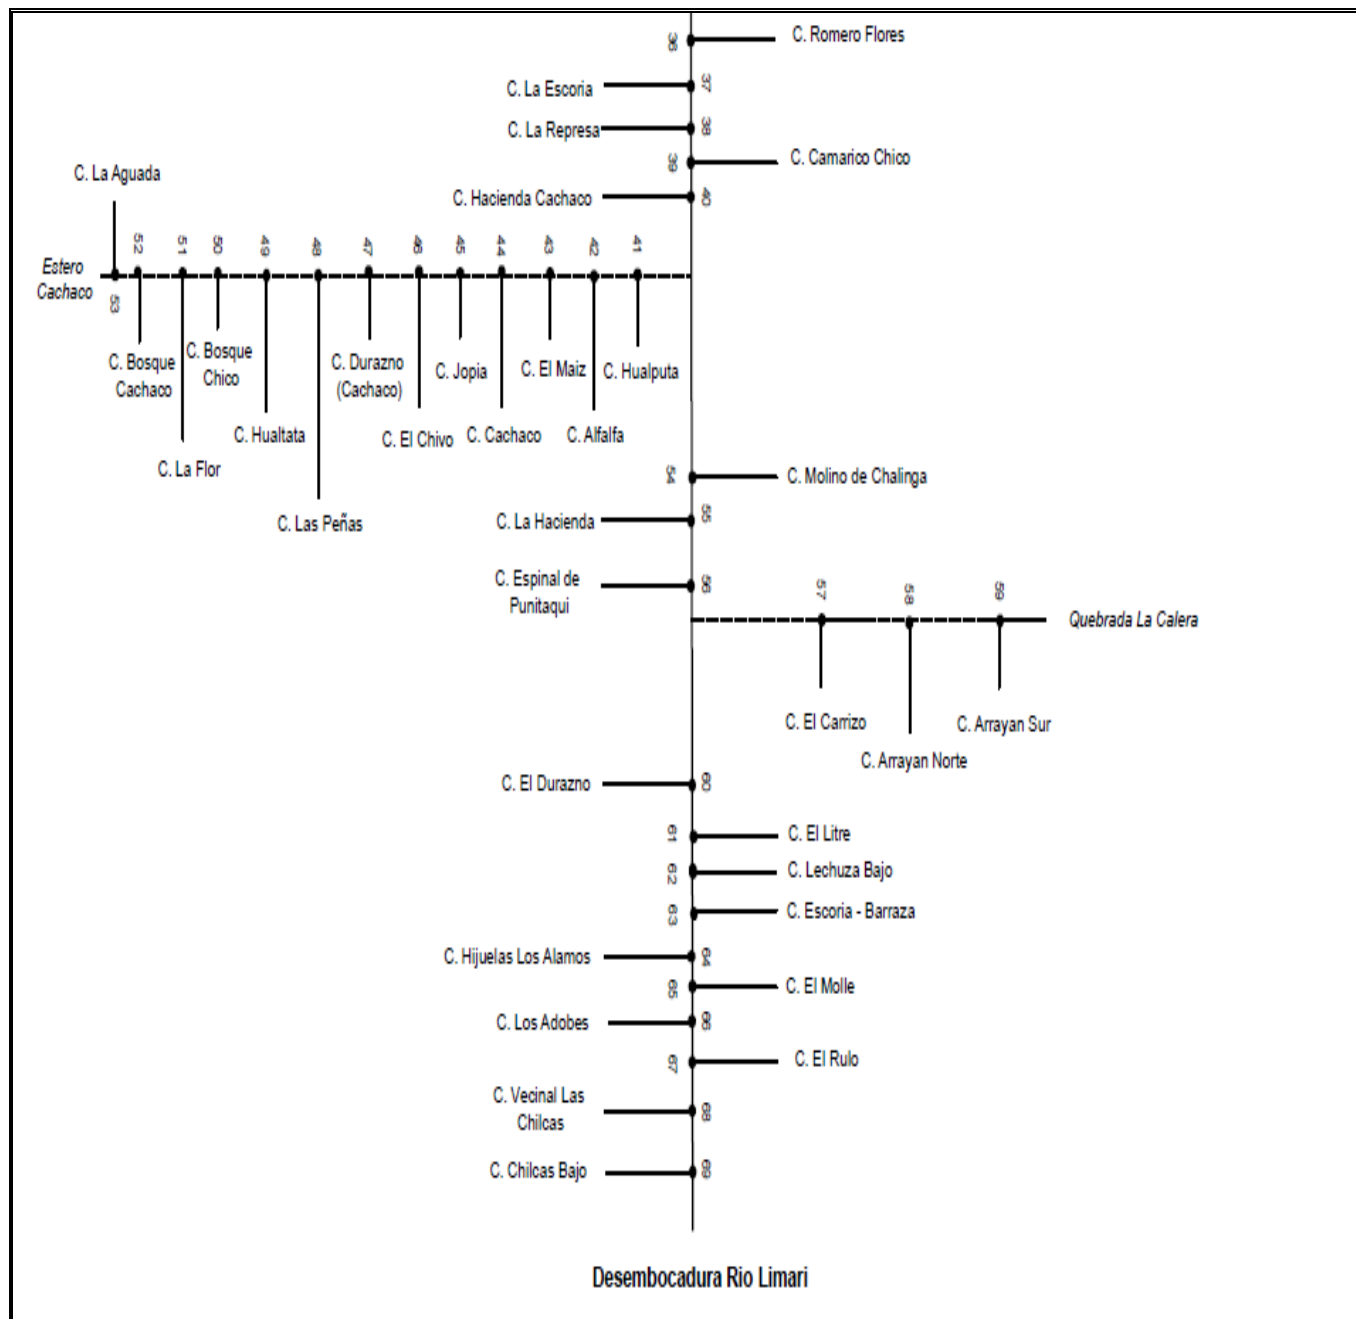 36
C. Romero Flores
C. La Escoria
37
C. La Represa
38
39
C. Camarico Chico
C. Hacienda Cachaco
40
C. La Aguada
Estero
Cachaco
53
52
51
50
49
48
47
46
45
44
43
42
41
C. Bosque
Cachaco
C. Bosque
Chico
C. Durazno
(Cachaco)
C. Jopia
C. El Maiz
C. Hualputa
C. Hualtata
C. El Chivo
C. Cachaco
C. Alfalfa
C. La Flor
C. Las Peñas
54
C. Molino de Chalinga
C. La Hacienda
55
C. Espinal de
Punitaqui
56
57
58
59
Quebrada La Calera
C. El Carrizo
C. Arrayan Norte
C. Arrayan Sur
C. El Durazno
60
61
C. El Litre
62
C. Lechuza Bajo
63
C. Escoria - Barraza
C. Hijuelas Los Alamos
64
65
C. El Molle
C. Los Adobes
66
67
C. El Rulo
C. Vecinal Las
Chilcas
68
C. Chilcas Bajo
69
Desembocadura Rio Limari